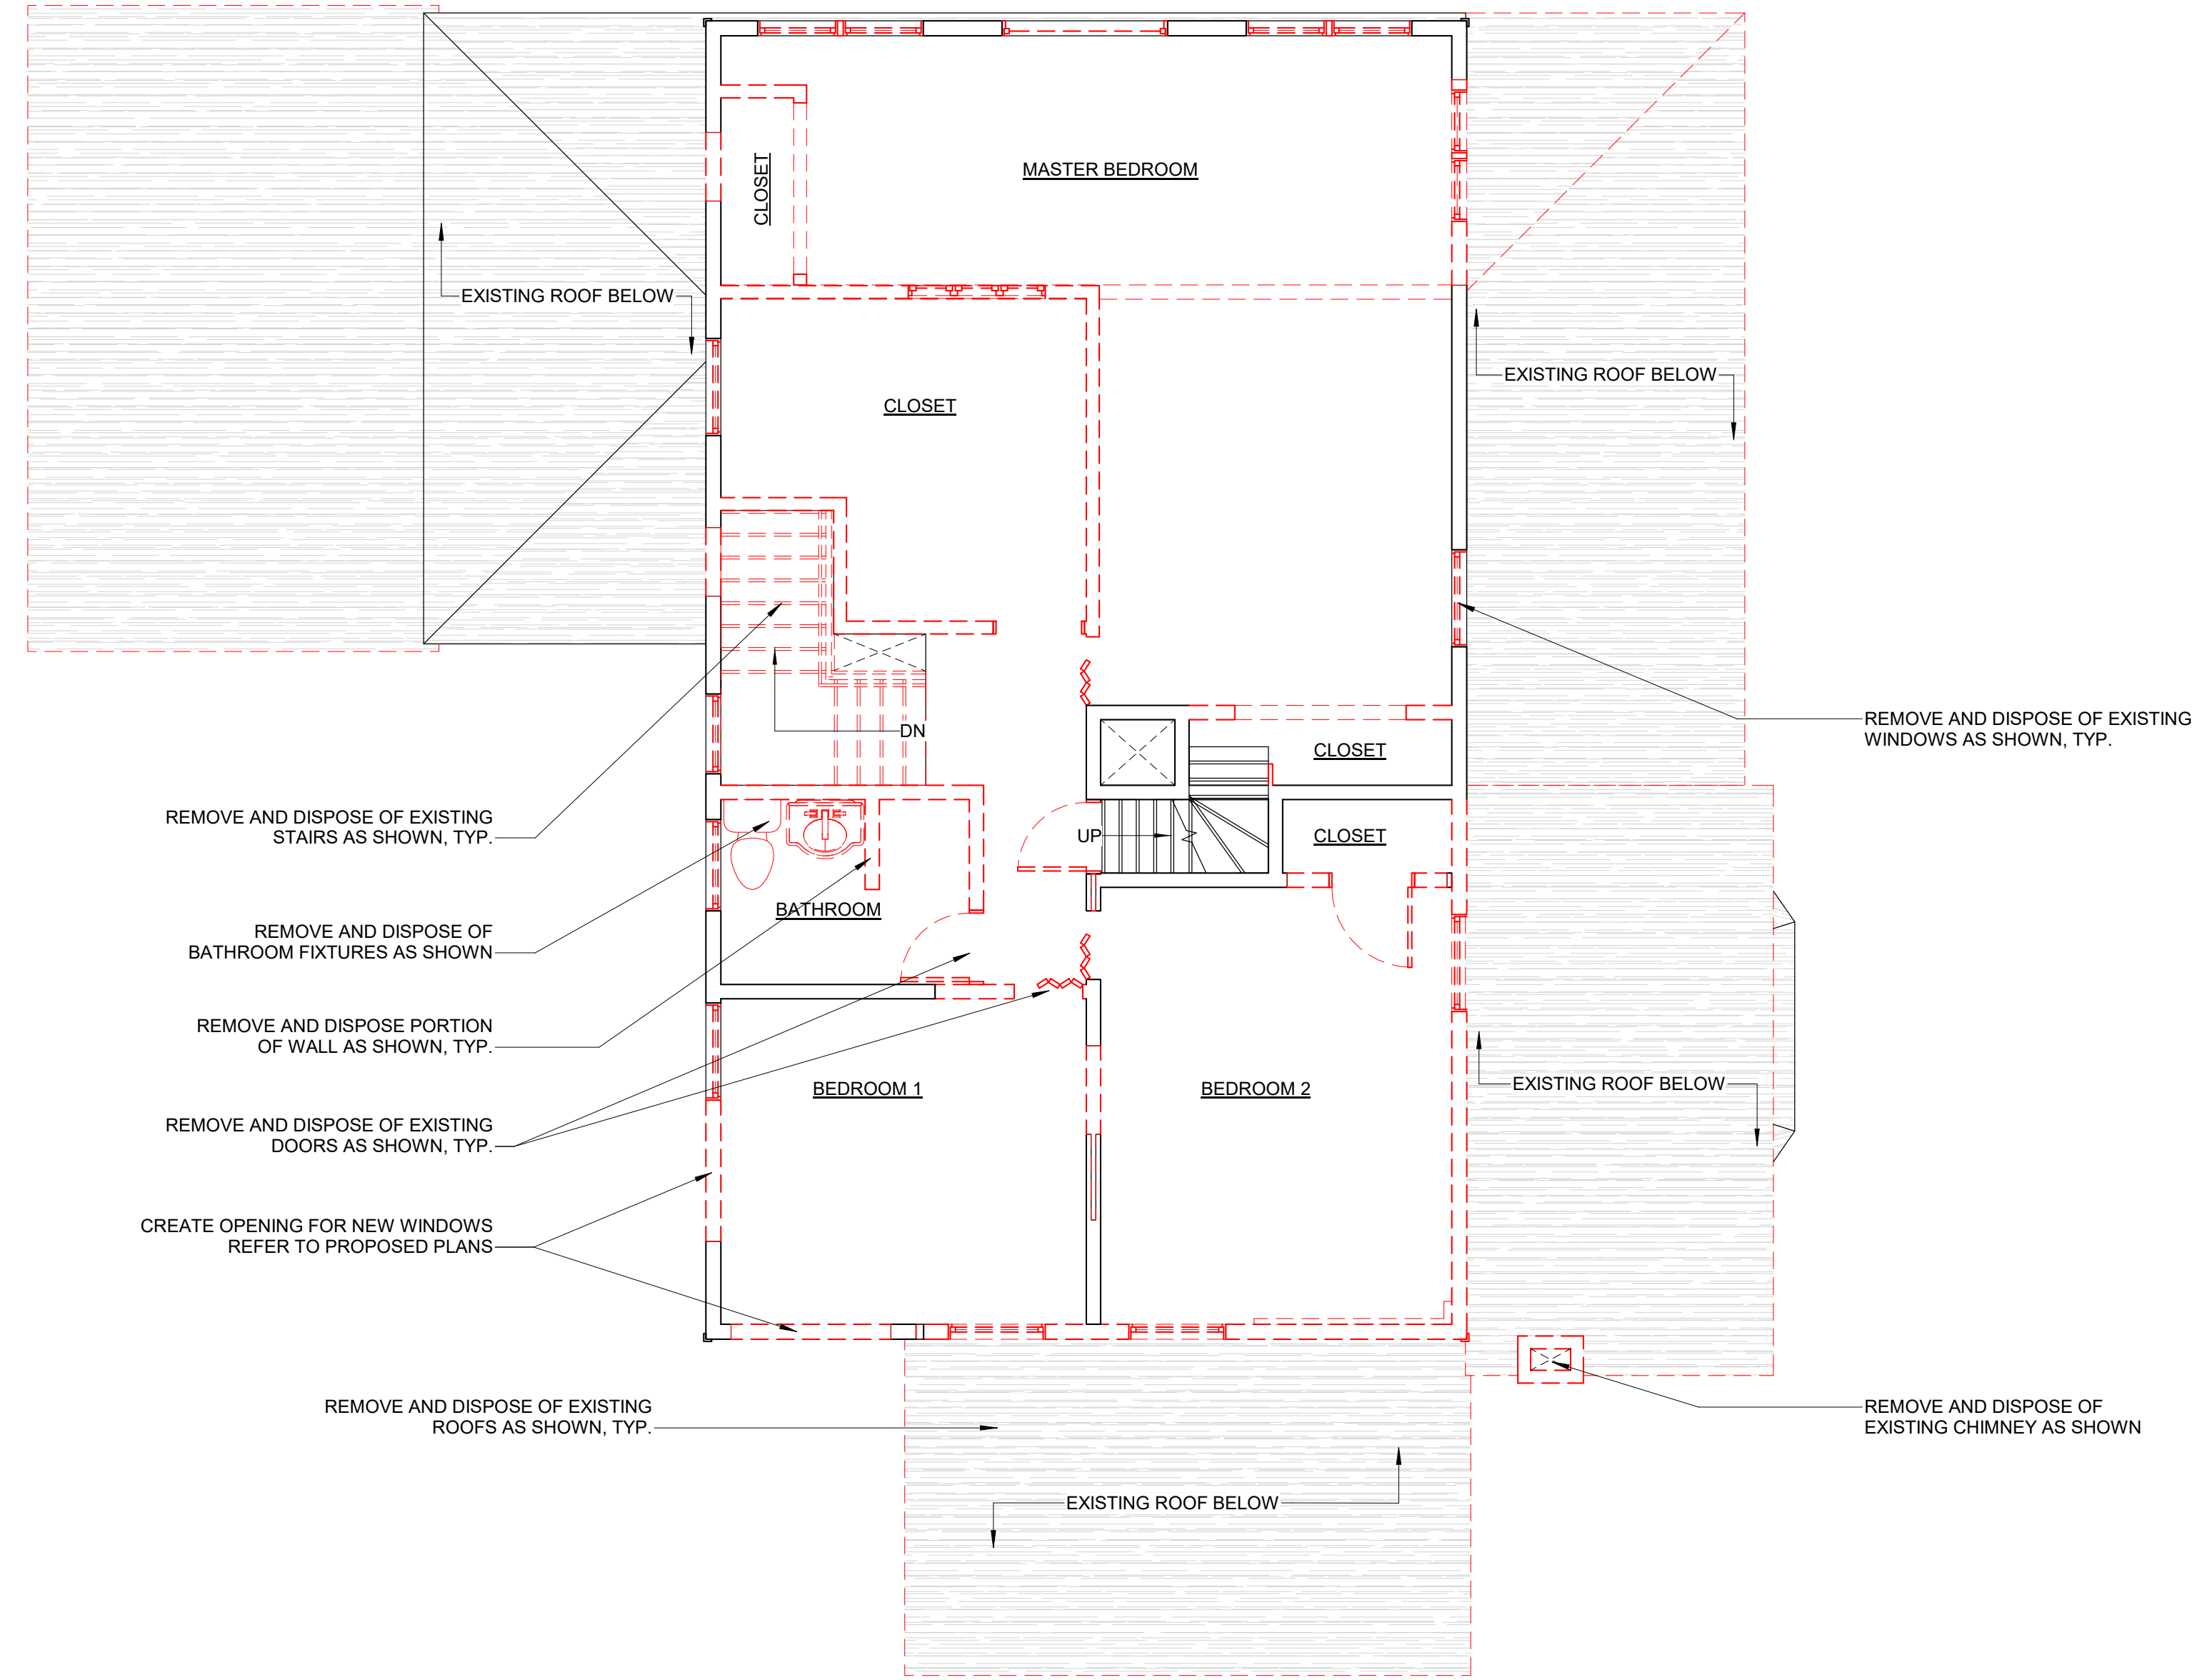 MASTER BEDROOM
CLOSET
EXISTING ROOF BELOW
EXISTING ROOF BELOW
CLOSET
REMOVE AND DISPOSE OF EXISTING
WINDOWS AS SHOWN, TYP.
DN
CLOSET
REMOVE AND DISPOSE OF EXISTING
STAIRS AS SHOWN, TYP.
UP
CLOSET
BATHROOM
REMOVE AND DISPOSE OF
BATHROOM FIXTURES AS SHOWN
REMOVE AND DISPOSE PORTION
OF WALL AS SHOWN, TYP.
BEDROOM 1
BEDROOM 2
EXISTING ROOF BELOW
REMOVE AND DISPOSE OF EXISTING
DOORS AS SHOWN, TYP.
CREATE OPENING FOR NEW WINDOWS
REFER TO PROPOSED PLANS
REMOVE AND DISPOSE OF EXISTING
ROOFS AS SHOWN, TYP.
REMOVE AND DISPOSE OF
EXISTING CHIMNEY AS SHOWN
EXISTING ROOF BELOW